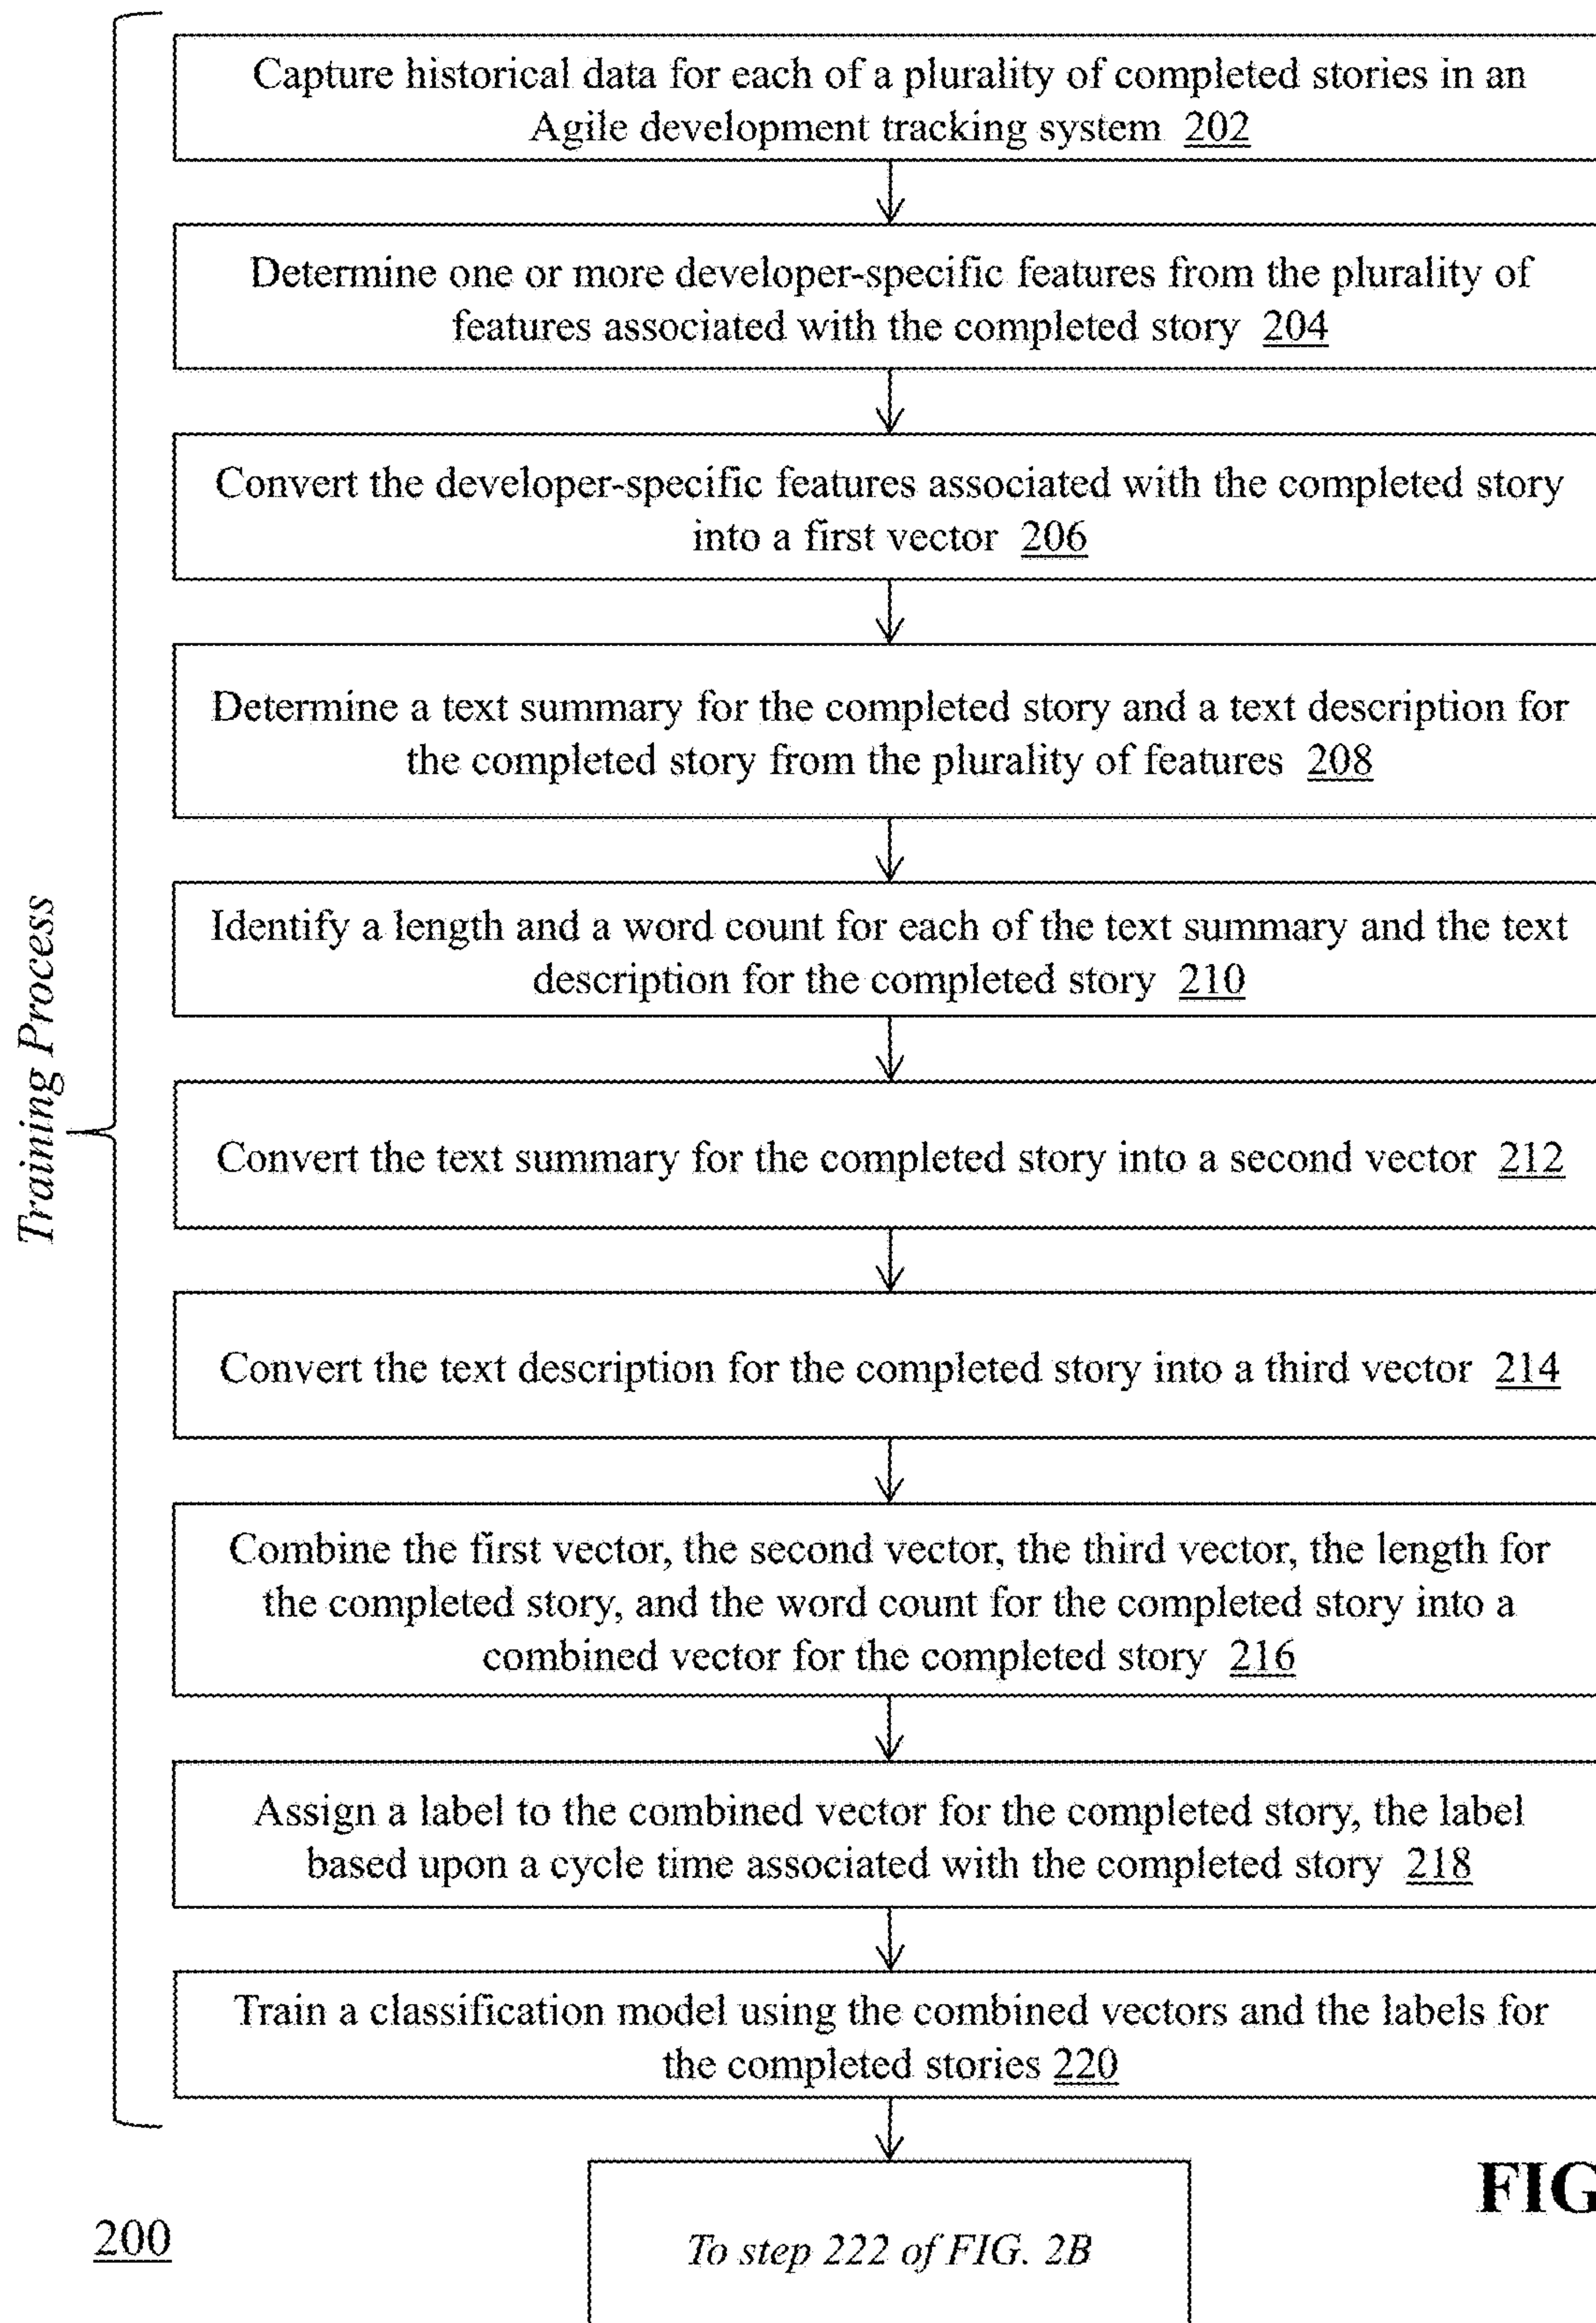 Capture historical data for each of a plurality of completed stories in an
Agile development tracking system 202
Determine one or more developer-specific features from the plurality of
features associated with the completed story 204
Convert the developer-specific features associated with the completed story
into a first vector 206
Determine a text summary for the completed story and a text description for
the completed story from the plurality of features 208
Identify a length and a word count for each of the text summary and the text
description for the completed story 210
Convert the text summary for the completed story into a second vector 212
Convert the text description for the completed story into a third vector 214
Combine the first vector, the second vector, the third vector, the length for
the completed story, and the word count for the completed story into a
combined vector for the completed story 216
Assign a label to the combined vector for the completed story, the label
based upon a cycle time associated with the completed story 218
Train a classification model using the combined vectors and the labels for
the completed stories 220
Training Process
To step 222 of FIG. 2B
200
FIG